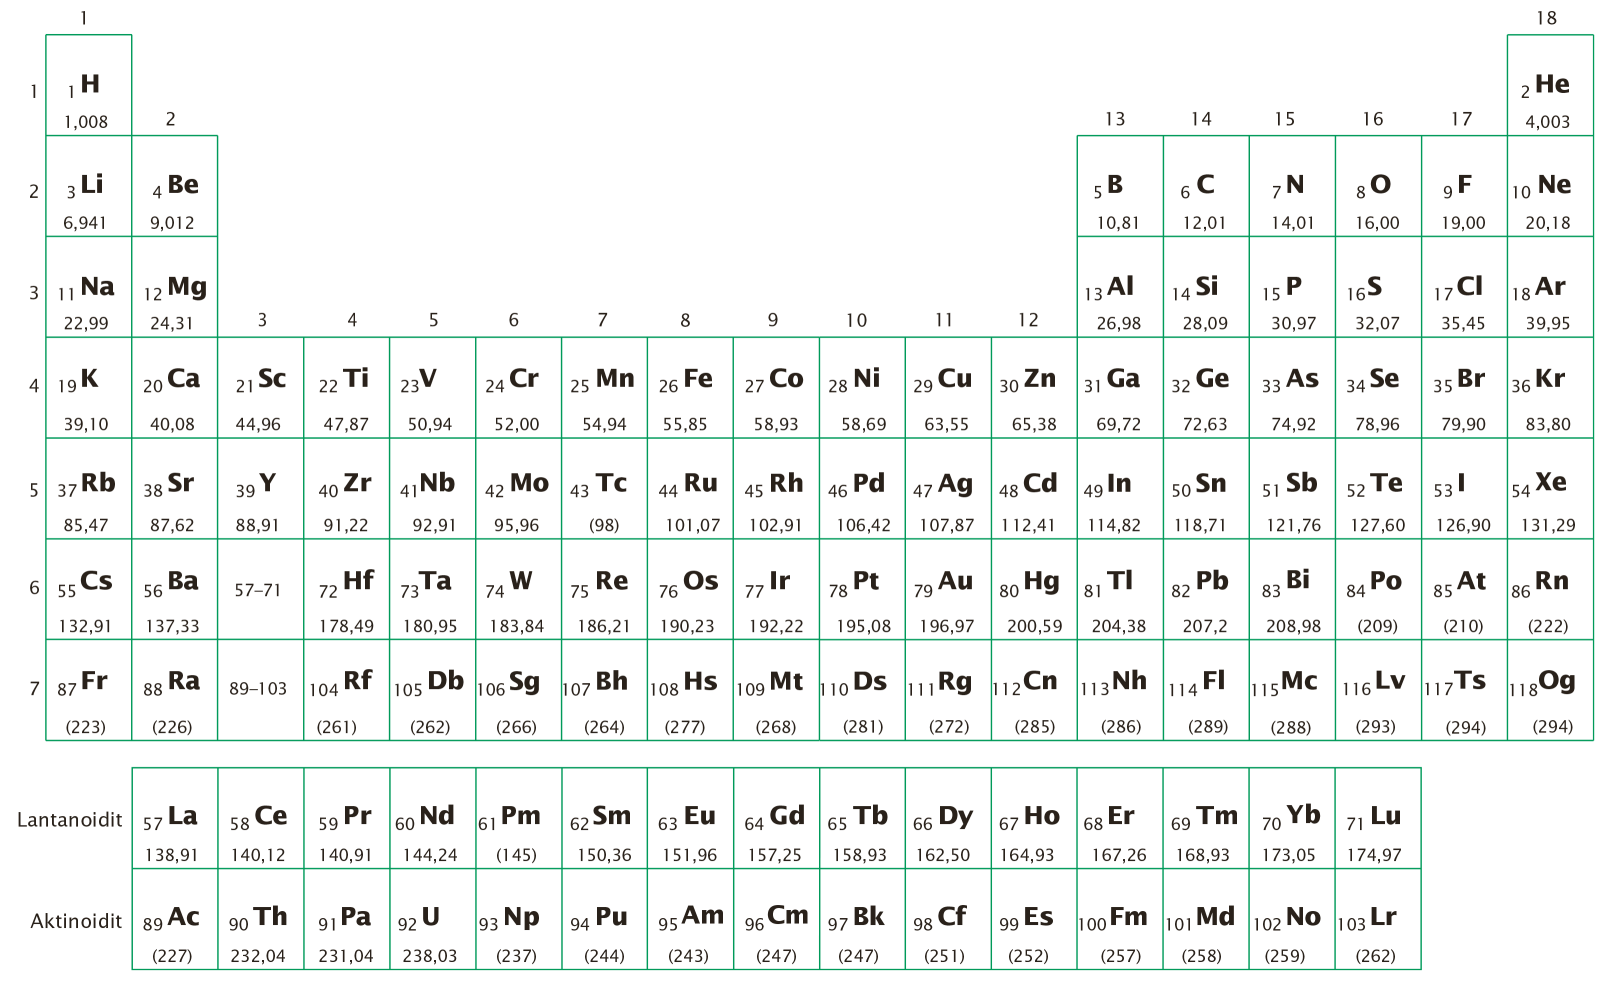 1 18
1 1 H 2 He
1,008 2 13 14 15 16 17 4,003
2 3 Li 4 Be 5 B 6 C 7 N 8 O 9 F 10 Ne
6,941 9,012 10,81 12,01 14,01 16,00 19,00 20,18
3 11 Na 12 Mg 13 Al 14 Si 15 P 16 S 17 Cl 18 Ar
22,99 24,31 3 4 5 6 7 8 9 10 11 12 26,98 28,09 30,97 32,07 35,45 39,95
4 19 K 20 Ca 21 Sc 22 Ti 23 V 24 Cr 25 Mn 26 Fe 27 Co 28 Ni 29 Cu 30 Zn 31 Ga 32 Ge 33 As 34 Se 35 Br 36 Kr
39,10 40,08 44,96 47,87 50,94 52,00 54,94 55,85 58,93 58,69 63,55 65,38 69,72 72,63 74,92 78,96 79,90 83,80
5 37 Rb 38 Sr 39 Y 40 Zr 41 Nb 42 Mo 43 Tc 44 Ru 45 Rh 46 Pd 47 Ag 48 Cd 49 In 50 Sn 51 Sb 52 Te 53 I 54 Xe
85,47 87,62 88,91 91,22 92,91 95,96 (98) 101,07 102,91 106,42 107,87 112,41 114,82 118,71 121,76 127,60 126,90 131,29
6 55 Cs 56 Ba 57–71 72 Hf 73 Ta 74 W 75 Re 76 Os 77 Ir 78 Pt 79 Au 80 Hg 81 Tl 82 Pb 83 Bi 84 Po 85 At 86 Rn
132,91 137,33 178,49 180,95 183,84 186,21 190,23 192,22 195,08 196,97 200,59 204,38 207,2 208,98 (209) (210) (222)
7 87 Fr 88 Ra 89–103 104 Rf 105 Db 106 Sg 107 Bh 108 Hs 109 Mt 110 Ds 111 Rg 112 Cn 113 Nh 114 Fl 115 Mc 116 Lv 117 Ts 118 Og
(223) (226) (261) (262) (266) (264) (277) (268) (281) (272) (285) (286) (289) (288) (293) (294) (294)
Lantanoidit 57 La 58 Ce 59 Pr 60 Nd 61 Pm 62 Sm 63 Eu 64 Gd 65 Tb 66 Dy 67 Ho 68 Er 69 Tm 70 Yb 71 Lu
138,91 140,12 140,91 144,24 (145) 150,36 151,96 157,25 158,93 162,50 164,93 167,26 168,93 173,05 174,97
Aktinoidit 89 Ac 90 Th 91 Pa 92 U 93 Np 94 Pu 95 Am 96 Cm 97 Bk 98 Cf 99 Es 100 Fm 101 Md 102 No 103 Lr
(227) 232,04 231,04 238,03 (237) (244) (243) (247) (247) (251) (252) (257) (258) (259) (262)